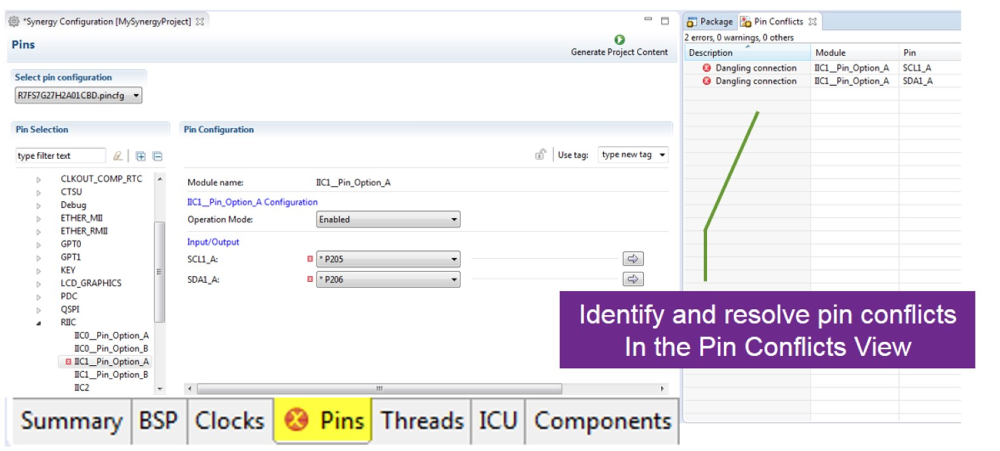 *Synergy Configuration [MySynergyProject]
Pins
Generate Project Content
Select pin configuration
R7FS7G27H2A01CBD.pincfg
Pin Selection
type filter text
CLKOUT_COMP_RTC
CTSU
Debug
ETHER_MII
ETHER_RMII
GPT0
GPT1
KEY
LCD_GRAPHICS
PDC
QSPI
RIIC
IIC0__Pin_Option_A
IIC0__Pin_Option_B
IIC1__Pin_Option_A
IIC1__Pin_Option_B
IIC2
Pin Configuration
Use tag: type new tag
Module name: IIC1__Pin_Option_A
IIC1__Pin_Option_A Configuration
Operation Mode: Enabled
Input/Output
SCL1_A: * P205
SDA1_A: * P206
Package Pin Conflicts
2 errors, 0 warnings, 0 others
Description Module Pin
Dangling connection IIC1__Pin_Option_A SCL1_A
Dangling connection IIC1__Pin_Option_A SDA1_A
Identify and resolve pin conflicts
In the Pin Conflicts View
Summary BSP Clocks Pins Threads ICU Components